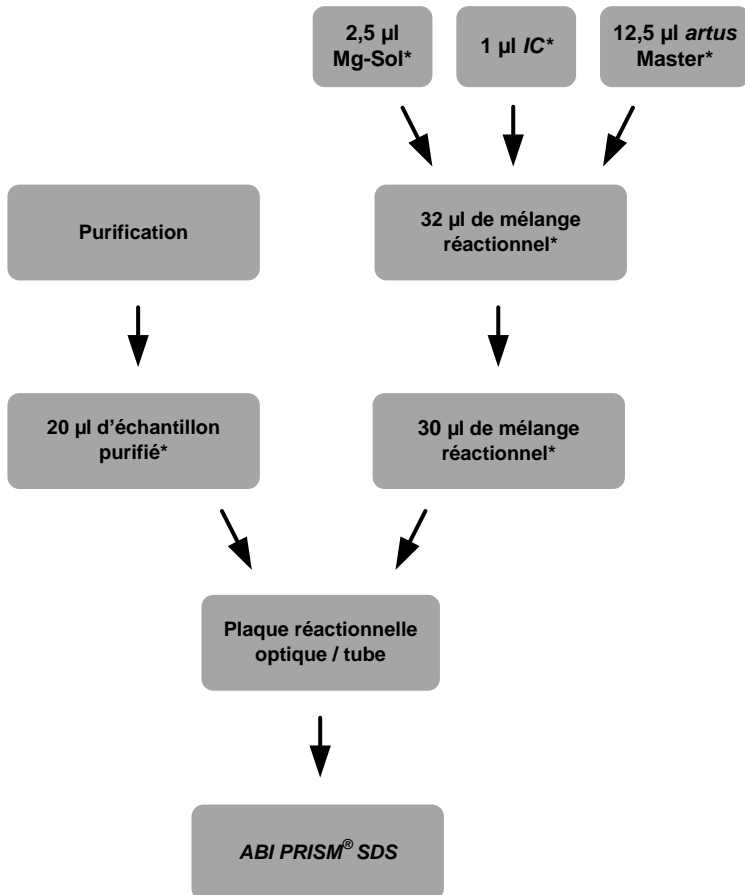 2,5 µl
Mg-Sol*
1 µl IC*
12,5 µl artus
Master*
Purification
32 µl de mélange
réactionnel*
20 µl d’échantillon
purifié*
30 µl de mélange
réactionnel*
Plaque réactionnelle
optique / tube
ABI PRISM® SDS